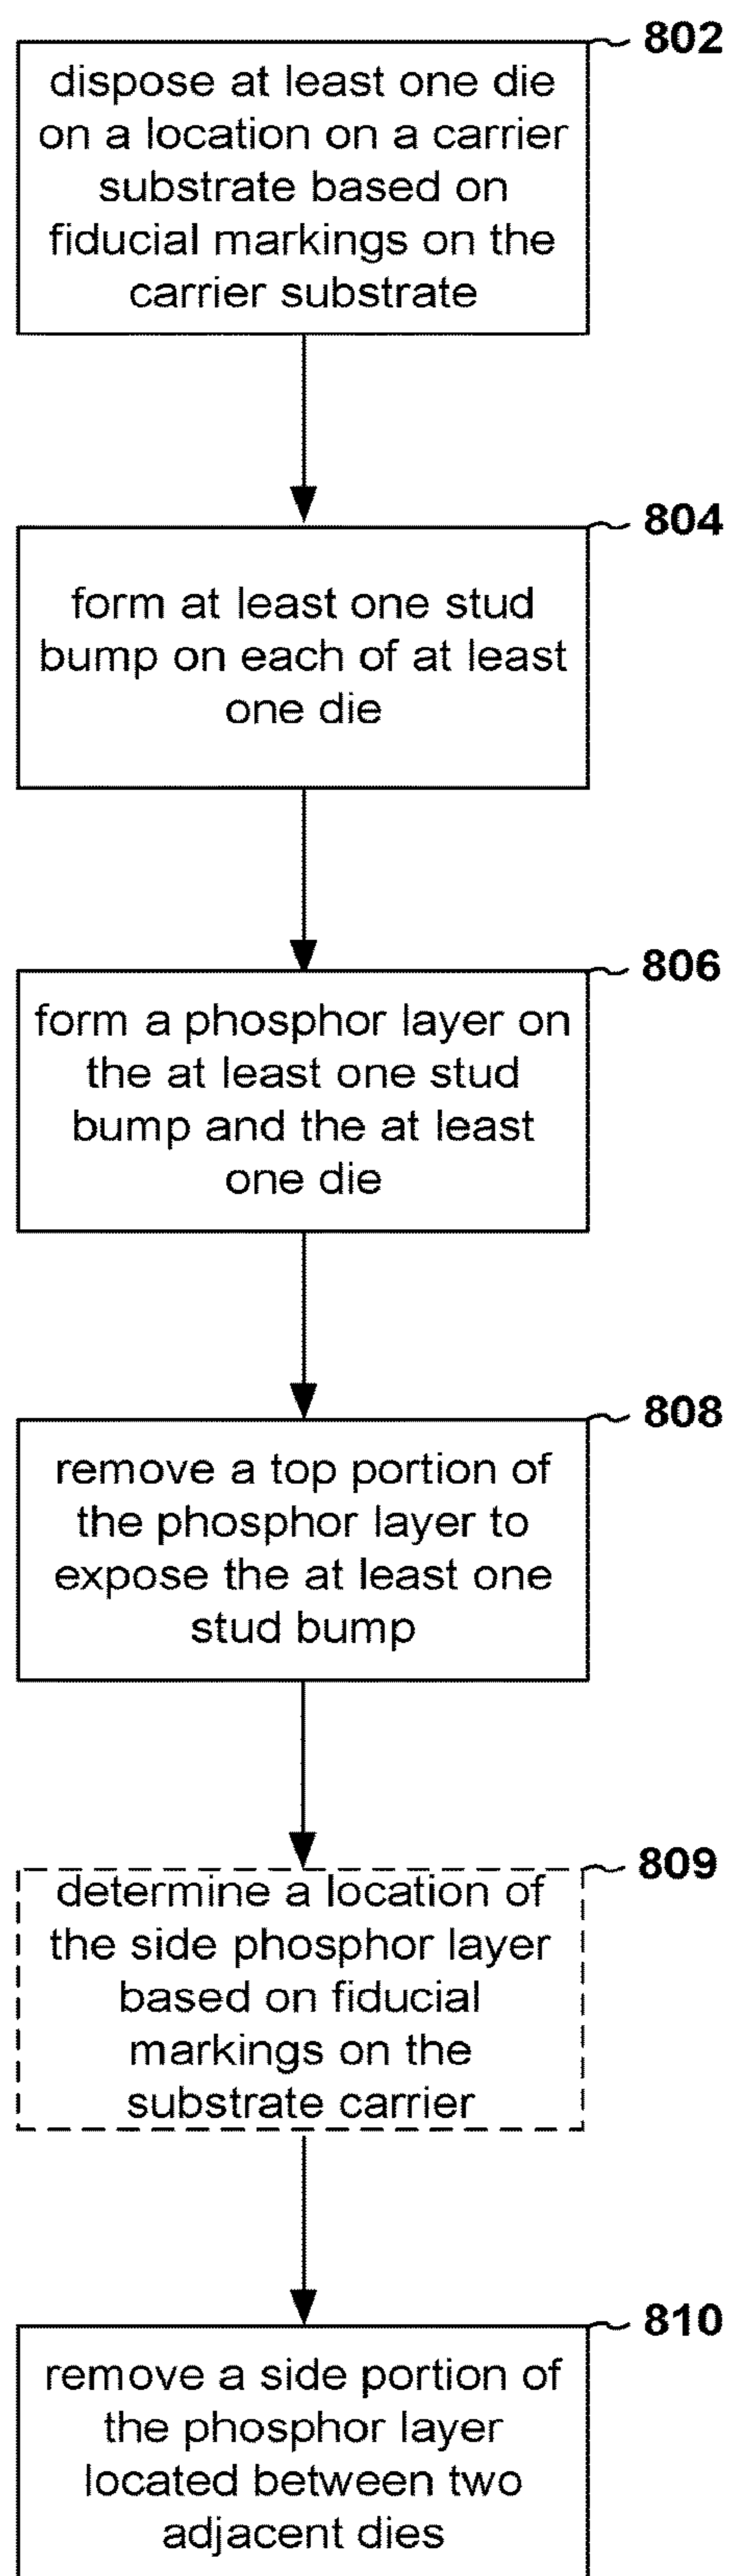 802
dispose at least one die
on a location on a carrier
substrate based on
fiducial markings on the
carrier substrate
804
form at least one stud
bump on each of at least
one die
806
form a phosphor layer on
the at least one stud
bump and the at least
one die
808
remove a top portion of
the phosphor layer to
expose the at least one
stud bump
809
determine a location of
the side phosphor layer
based on fiducial
markings on the
substrate carrier
810
remove a side portion of
the phosphor layer
located between two
adjacent dies